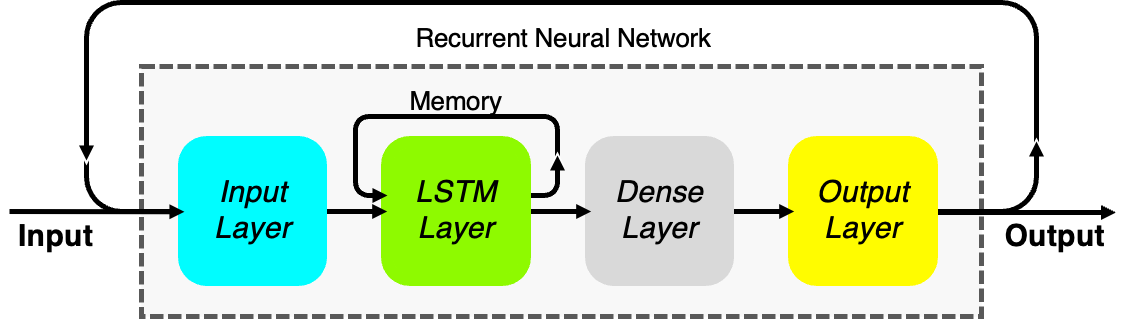 Recurrent Neural Network
Memory
Input
Layer
LSTM
Layer
Dense
Layer
Output
Layer
Input
Output